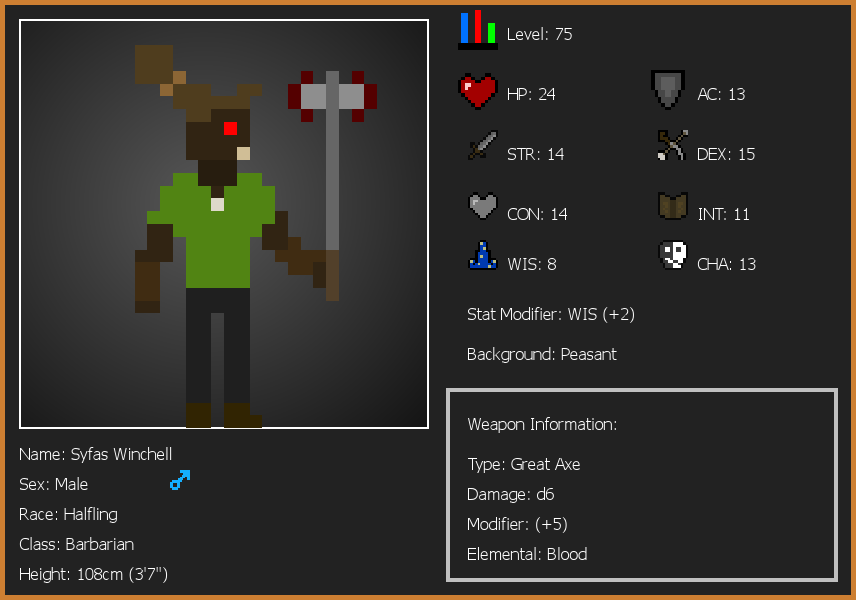 Level: 75
HP: 24
AC: 13
STR: 14
DEX: 15
CON: 14
INT: 11
WIS: 8
CHA: 13
Stat Modifier: WIS (+2)
Background: Peasant
Weapon Information:
Type: Great Axe
Damage: d6
Modifier: (+5)
Elemental: Blood
Name: Syfas Winchell
Sex: Male
Race: Halfling
Class: Barbarian
Height: 108cm (3'7")